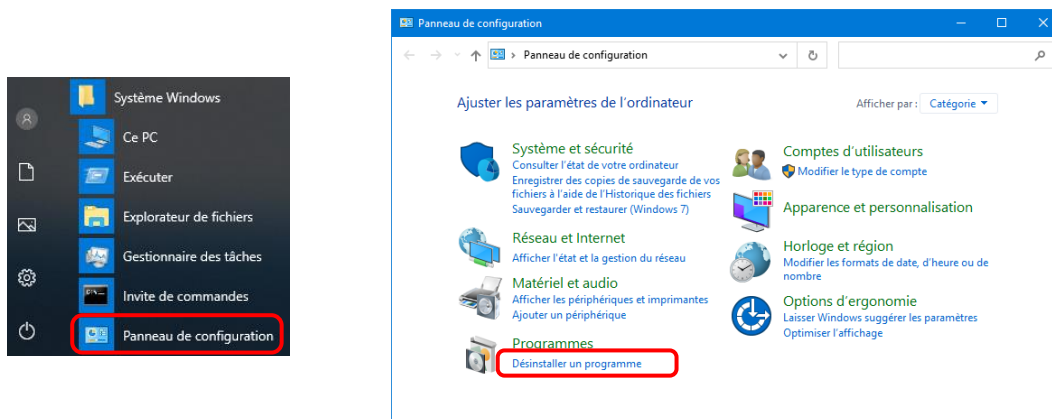 Système Windows
Ce PC
Exécuter
Explorateur de fichiers
Gestionnaire des tâches
Invite de commandes
Panneau de configuration
Panneau de configuration
Panneau de configuration
Ajuster les paramètres de l'ordinateur
Afficher par : Catégorie
Système et sécurité
Consulter l'état de votre ordinateur
Enregistrer des copies de sauvegarde de vos
fichiers à l'aide de l'Historique des fichiers
Sauvegarder et restaurer (Windows 7)
Réseau et Internet
Afficher l'état et la gestion du réseau
Matériel et audio
Afficher les périphériques et imprimantes
Ajouter un périphérique
Programmes
Désinstaller un programme
Comptes d'utilisateurs
Modifier le type de compte
Apparence et personnalisation
Horloge et région
Modifier les formats de date, d'heure ou de
nombre
Options d'ergonomie
Laisser Windows suggérer les paramètres
Optimiser l'affichage